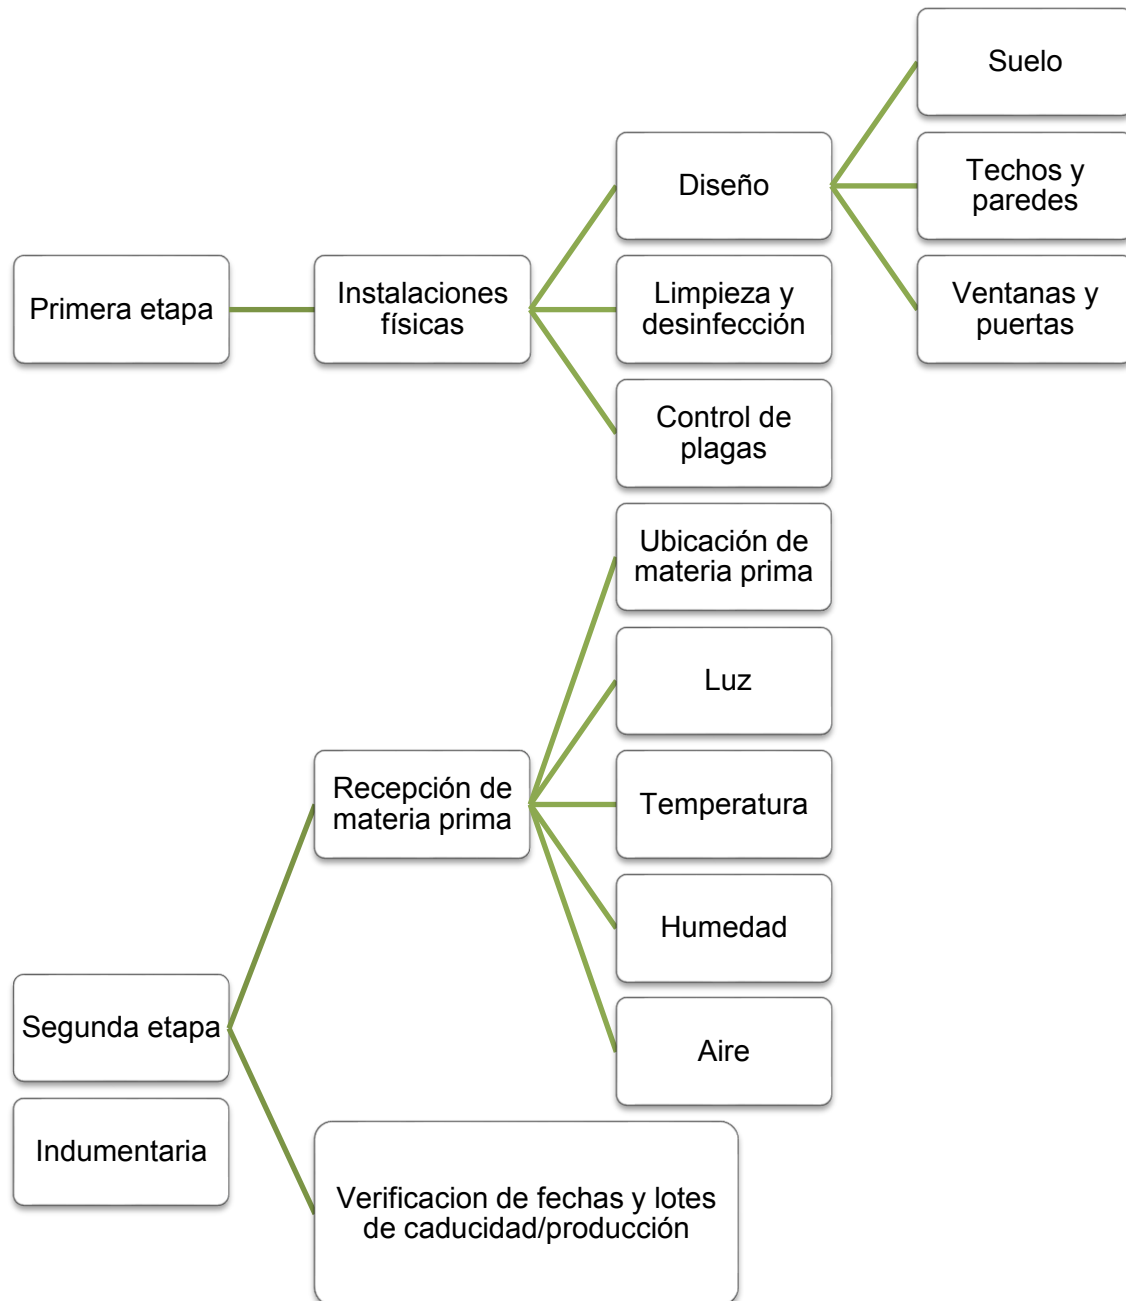 Primera etapa
Instalaciones
físicas
Diseño
Suelo
Techos y
paredes
Ventanas y
puertas
Limpieza y
desinfección
Control de
plagas
Segunda etapa
Recepción de
materia prima
Ubicación de
materia prima
Luz
Temperatura
Humedad
Aire
Verificacion de fechas y lotes
de caducidad/producción
Indumentaria